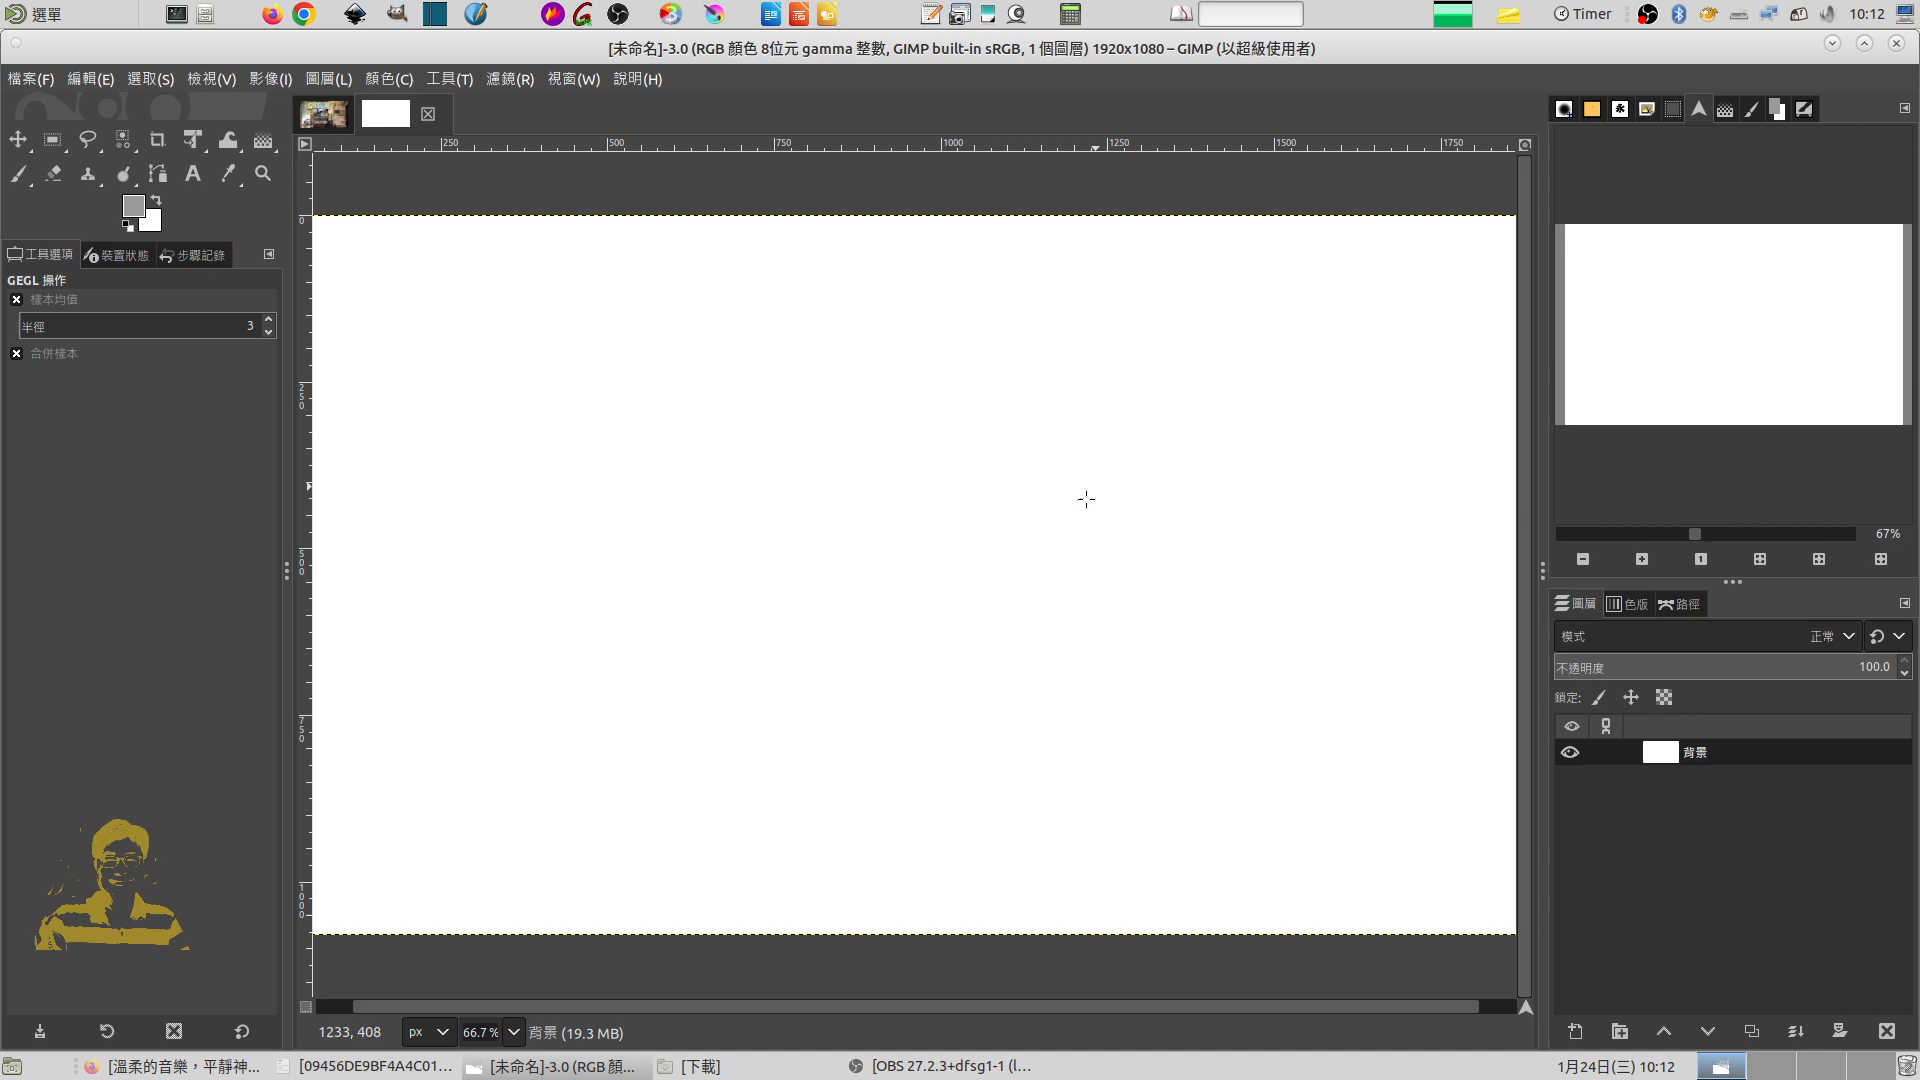 選單
Timer
10:12
[未命名]-3.0 (RGB 顏色 8位元 gamma 整數, GIMP built-in sRGB, 1 個圖層) 1920x1080 – GIMP (以超級使用者)
檔案(F) 編輯(E) 選取(S) 檢視(V) 影像(I) 圖層(L) 顏色(C) 工具(T) 濾鏡(R) 視窗(W) 說明(H)
250 500 750 1000 1250 1500 1750
工具選項 裝置狀態 步驟記錄
GEGL 操作
樣本均值
半徑 3
合併樣本
0
250
500
750
1000
67%
圖層 色版 路徑
模式 正常
不透明度 100.0
鎖定:
背景
1233, 408 px 66.7% 背景 (19.3 MB)
[溫柔的音樂，平靜神... [09456DE9BF4A4C01... [未命名]-3.0 (RGB 顏... [下載] [OBS 27.2.3+dfsg1-1 (l... 1月24日(三) 10:12